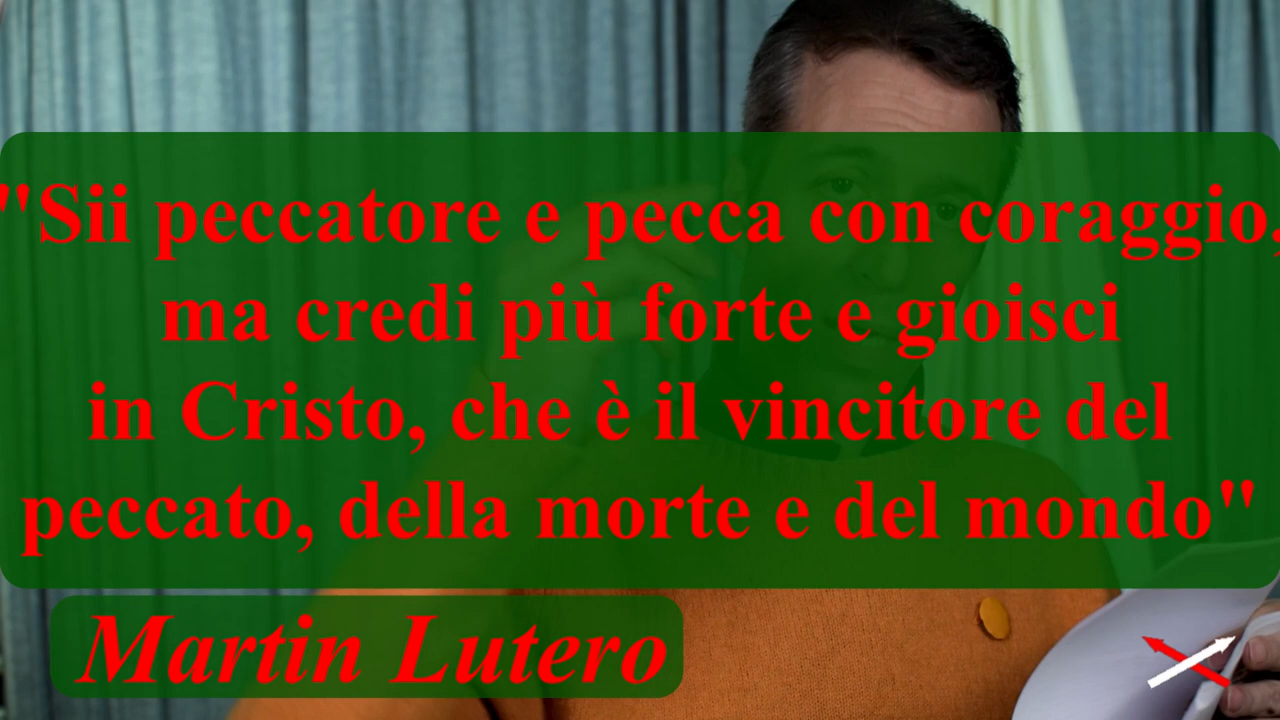 "Sii peccatore e pecca con coraggio,
ma credi più forte e gioisci
in Cristo, che è il vincitore del
peccato, della morte e del mondo"
Martin Lutero